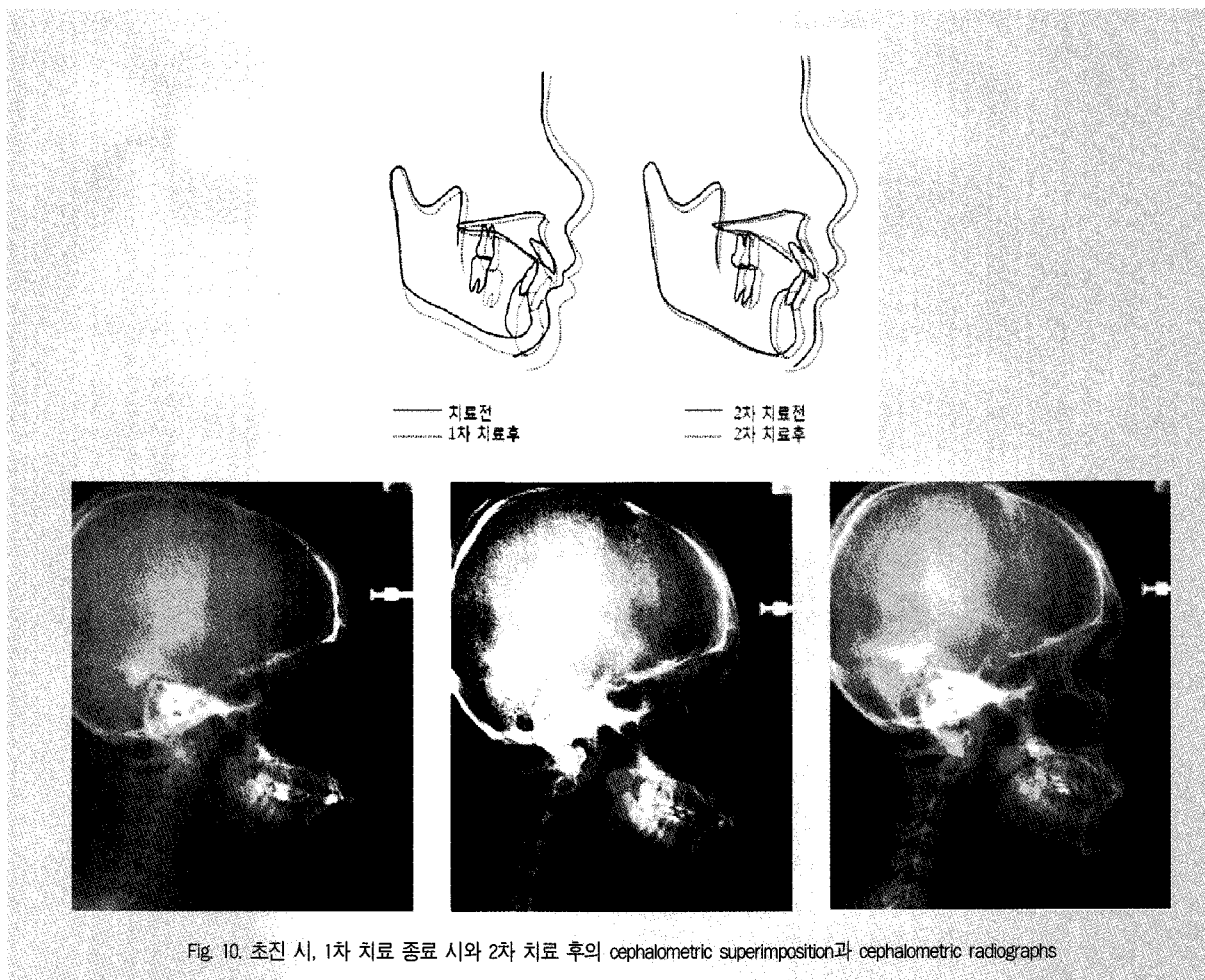 치료전
1차 치료후
2차 치료전
2차 치료후
Fig. 10. 초진 시, 1차 치료 종료 시와 2차 치료 후의 cephalometric superimposition과 cephalometric radiographs